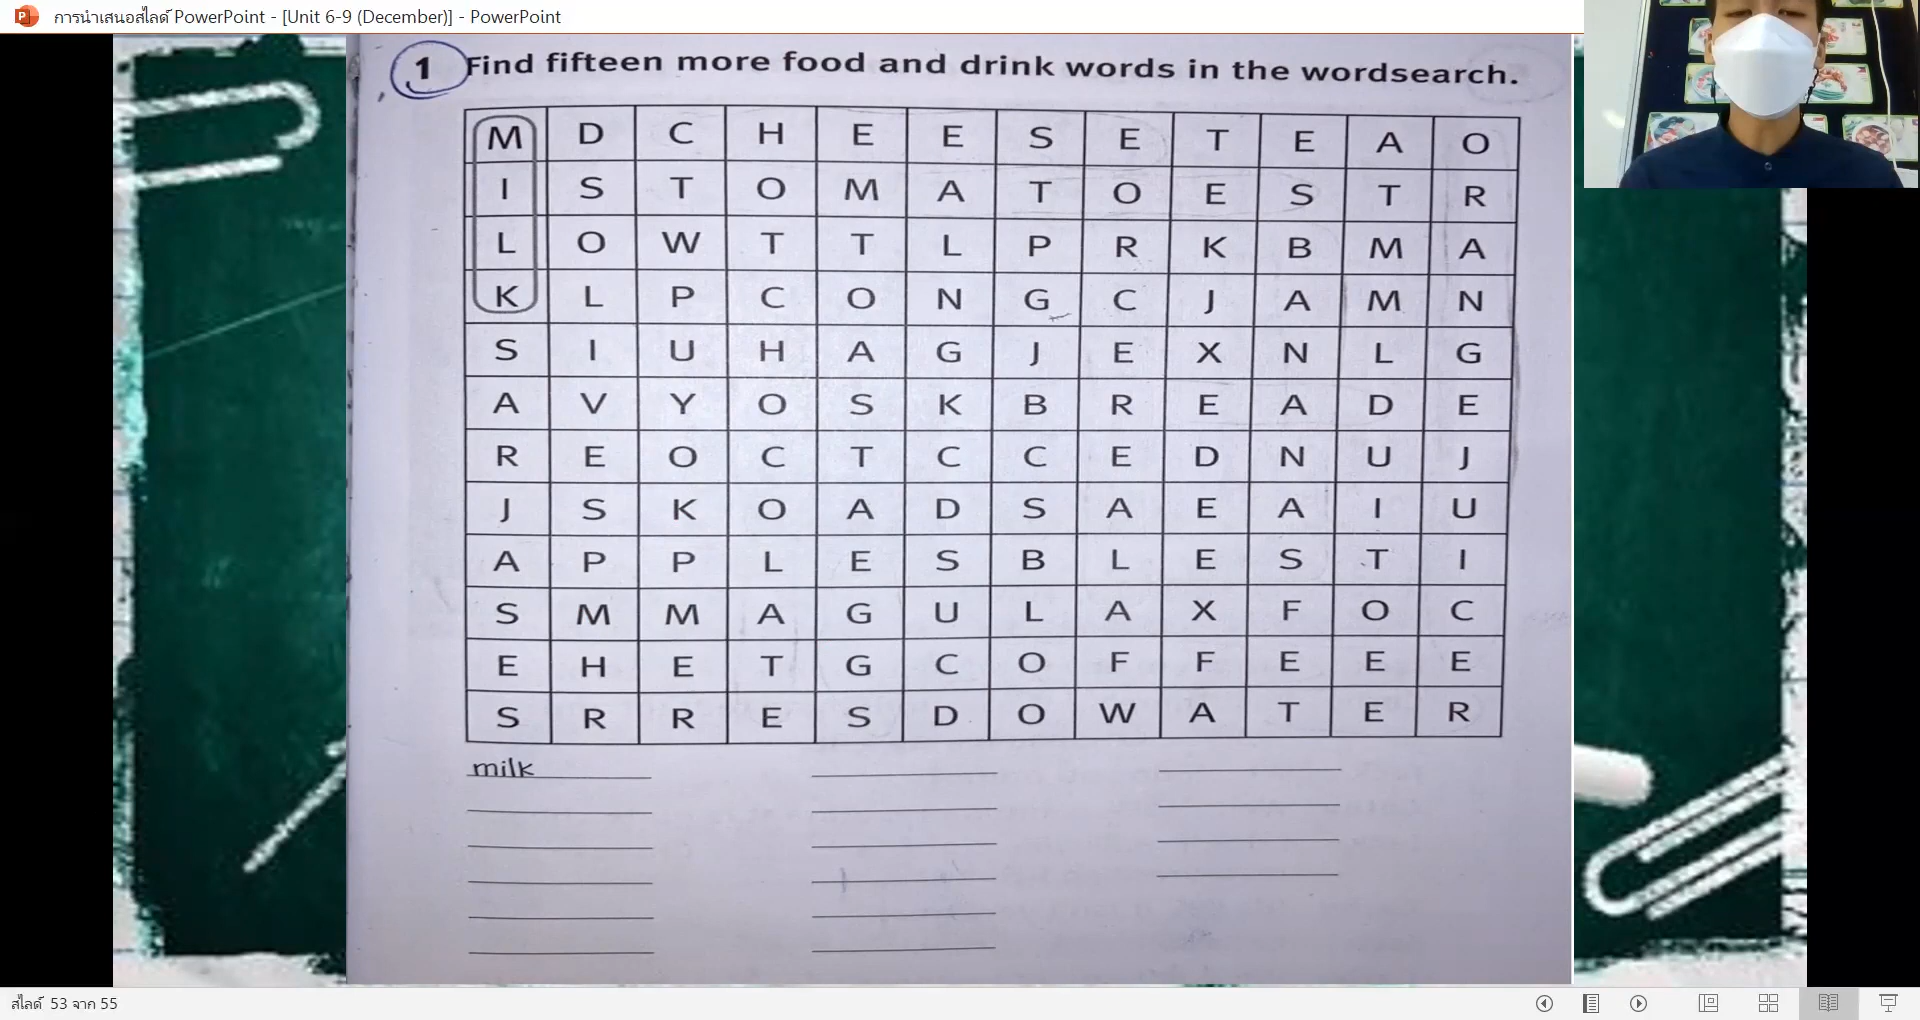 การนำเสนอสไลด์ PowerPoint - [Unit 6-9 (December)] - PowerPoint
1 Find fifteen more food and drink words in the wordsearch.
M D C H E E S E T E A O
I S T O M A T O E S T R
L O W T T L P R K B M A
K L P C O N G C J A M N
S I U H A G J E X N L G
A V Y O S K B R E A D E
R E O C T C C E D N U J
J S K O A D S A E A I U
A P P L E S B L E S T I
S M M A G U L A X F O C
E H E T G C O F F E E E
S R R E S D O W A T E R
milk
สไลด์ 53 จาก 55